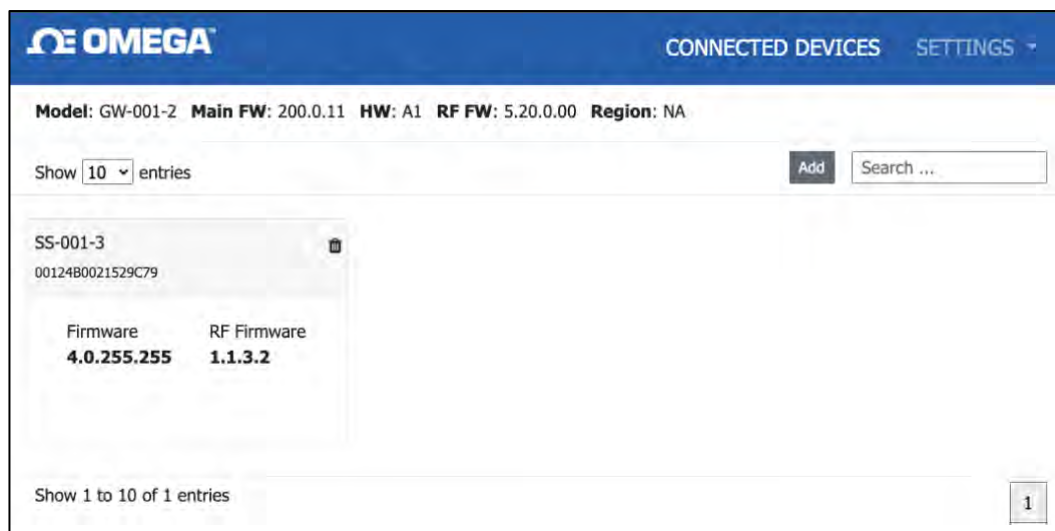 OMEGA™ CONNECTED DEVICES SETTINGS
Model: GW-001-2 Main FW: 200.0.11 HW: A1 RF FW: 5.20.0.00 Region: NA
Show 10 entries Add Search ...
SS-001-3
00124B0021529C79
Firmware RF Firmware
4.0.255.255 1.1.3.2
Show 1 to 10 of 1 entries 1